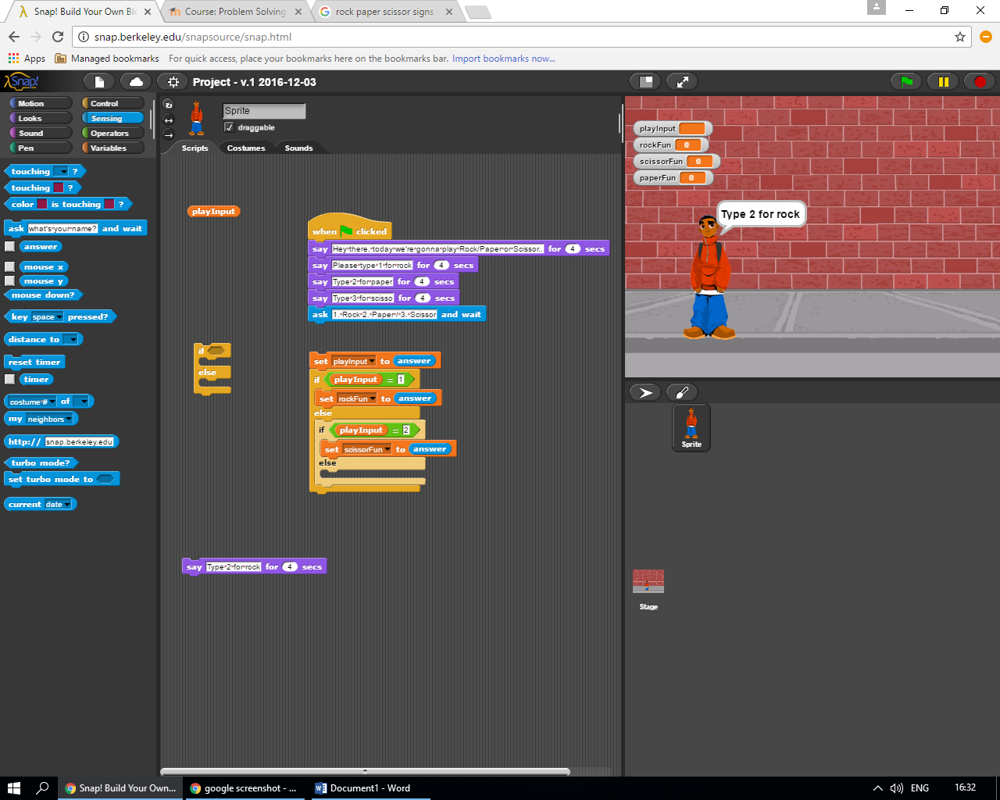 Snap! Build Your Own Blo
Course: Problem Solving
rock paper scissor signs -
snap.berkeley.edu/snapsource/snap.html
Apps
Managed bookmarks
For quick access, place your bookmarks here on the bookmarks bar. Import bookmarks now...
Snap!
Project - v.1 2016-12-03
Motion
Control
Looks
Sensing
Sound
Operators
Pen
Variables
touching ?
touching ?
color is touching ?
ask what's your name? and wait
answer
mouse x
mouse y
mouse down?
key space pressed?
distance to
reset timer
timer
costume # of
my neighbors
http:// snap.berkeley.edu
turbo mode?
set turbo mode to
current date
Sprite
draggable
Scripts
Costumes
Sounds
playInput
when clicked
say Hey there, today we're gonna play Rock/Paper or Scissor.. for 4 secs
say Please type 1 for rock for 4 secs
say Type 2 for paper for 4 secs
say Type 3 for scisso for 4 secs
ask 1. Rock 2. Paper / 3. Scissor and wait
if
else
set playInput to answer
if playInput = 1
set rockFun to answer
else
if playInput = 2
set scissorFun to answer
else
say Type 2 for rock for 4 secs
playInput
rockFun 0
scissorFun 0
paperFun 0
Type 2 for rock
Sprite
Stage
Snap! Build Your Own...
google screenshot - ...
Document1 - Word
ENG
16:32